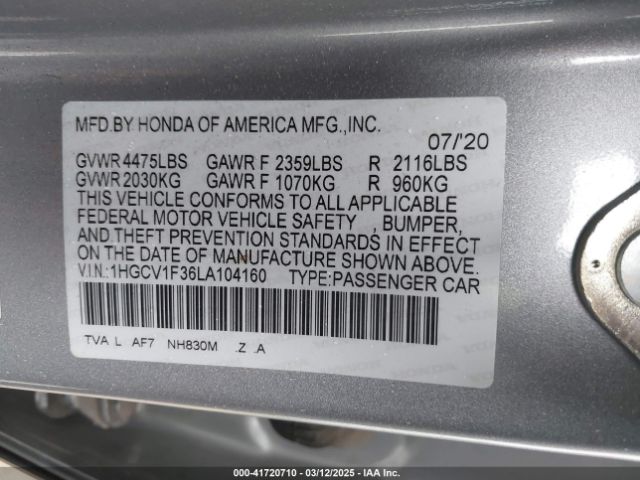 MFD.BY HONDA OF AMERICA MFG.,INC.
07/'20
GVWR 4475LBS GAWR F 2359LBS R 2116LBS
GVWR 2030KG GAWR F 1070KG R 960KG
THIS VEHICLE CONFORMS TO ALL APPLICABLE
FEDERAL MOTOR VEHICLE SAFETY , BUMPER,
AND THEFT PREVENTION STANDARDS IN EFFECT
ON THE DATE OF MANUFACTURE SHOWN ABOVE.
V.I.N.:1HGCV1F36LA104160 TYPE:PASSENGER CAR
TVA L AF7 NH830M .Z .A
000-41720710 - 03/12/2025 - IAA Inc.